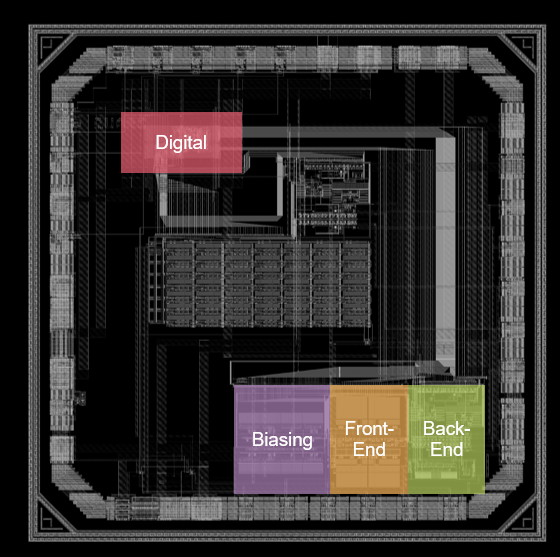 Digital
Biasing
Front-
End
Back-
End